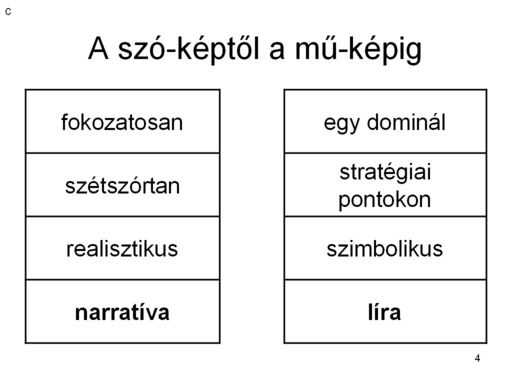 C
A szó-képtől a mű-képig
fokozatosan
szétszórtan
realisztikus
narratíva
egy dominál
stratégiai
pontokon
szimbolikus
líra
4